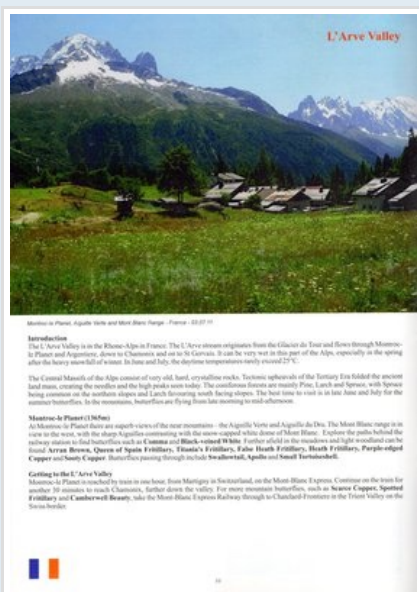 L'Arve Valley
Montroc-le Planet, Aiguille Verte and Mont Blanc Range - France - 03.07.11
Introduction
The L'Arve Valley is in the Rhone-Alps in France. The L'Arve stream originates from the Glacier du Tour and flows through Montroc-
le Planet and Argentiere, down to Chamonix and on to St Gervais. It can be very wet in this part of the Alps, especially in the spring
after the heavy snowfall of winter. In June and July, the daytime temperatures rarely exceed 25°C.
The Central Massifs of the Alps consist of very old, hard, crystalline rocks. Tectonic upheavals of the Tertiary Era folded the ancient
land mass, creating the needles and the high peaks seen today. The coniferous forests are mainly Pine, Larch and Spruce, with Spruce
being common on the northern slopes and Larch favouring south facing slopes. The best time to visit is in late June and July for the
summer butterflies. In the mountains, butterflies are flying from late morning to mid-afternoon.
Montroc-le Planet (1365m)
At Montroc-le Planet there are superb views of the near mountains – the Aiguille Verte and Aiguille du Dru. The Mont Blanc range is in
view to the west, with the sharp Aiguilles contrasting with the snow-capped white dome of Mont Blanc. Explore the paths behind the
railway station to find butterflies such as Comma and Black-veined White. Further afield in the meadows and light woodland can be
found Arran Brown, Queen of Spain Fritillary, Titania's Fritillary, False Heath Fritillary, Heath Fritillary, Purple-edged
Copper and Sooty Copper. Butterflies passing through include Swallowtail, Apollo and Small Tortoiseshell.
Getting to the L'Arve Valley
Montroc-le Planet is reached by train in one hour, from Martigny in Switzerland, on the Mont-Blanc Express. Continue on the train for
another 30 minutes to reach Chamonix, further down the valley. For more mountain butterflies, such as Scarce Copper, Spotted
Fritillary and Camberwell Beauty, take the Mont-Blanc Express Railway through to Chatelard-Frontiere in the Trient Valley on the
Swiss border.